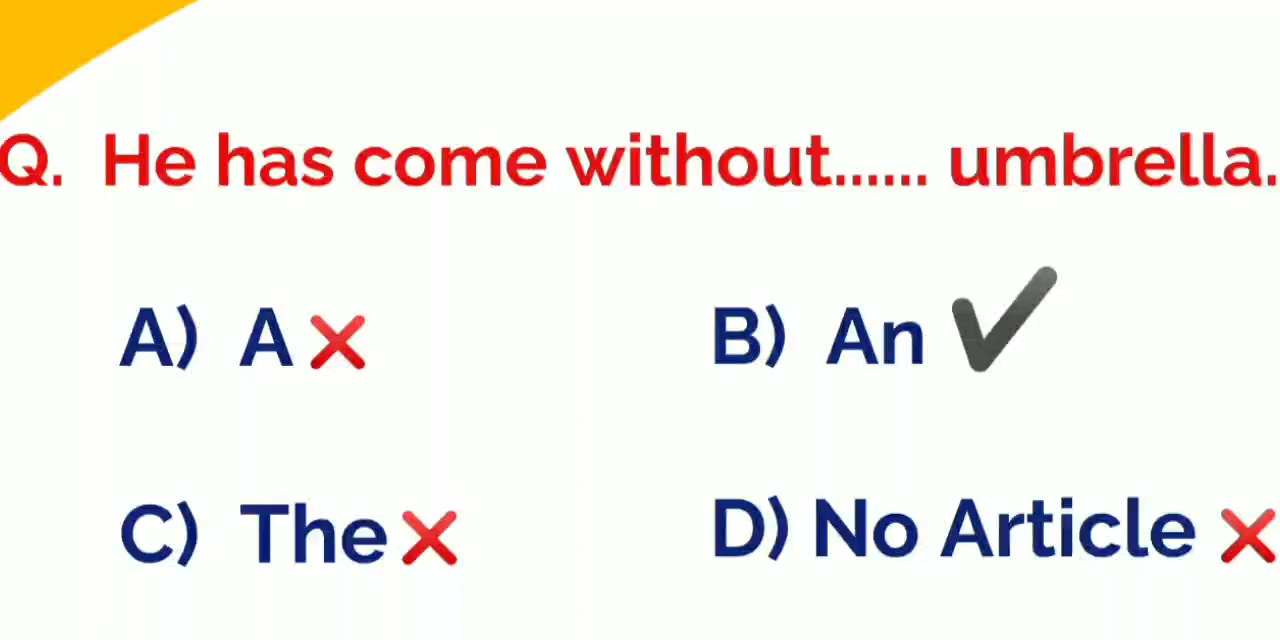 Q. He has come without...... umbrella.
A) A ❌ B) An ✔
C) The ❌ D) No Article ❌